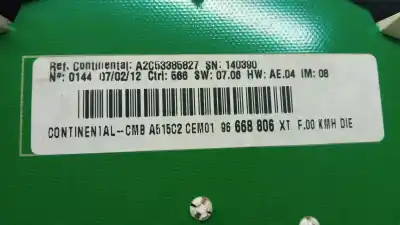 Ref. Continental: A2C53385827 SN: 140390
Nº: 0144 07/02/12 Ctrl: 566 SW: 07.06 HW: AE.04 IM: 08
CONTINENTAL--CMB A515C2 CEM01 96 668 806 XT F.00 KMH DIE